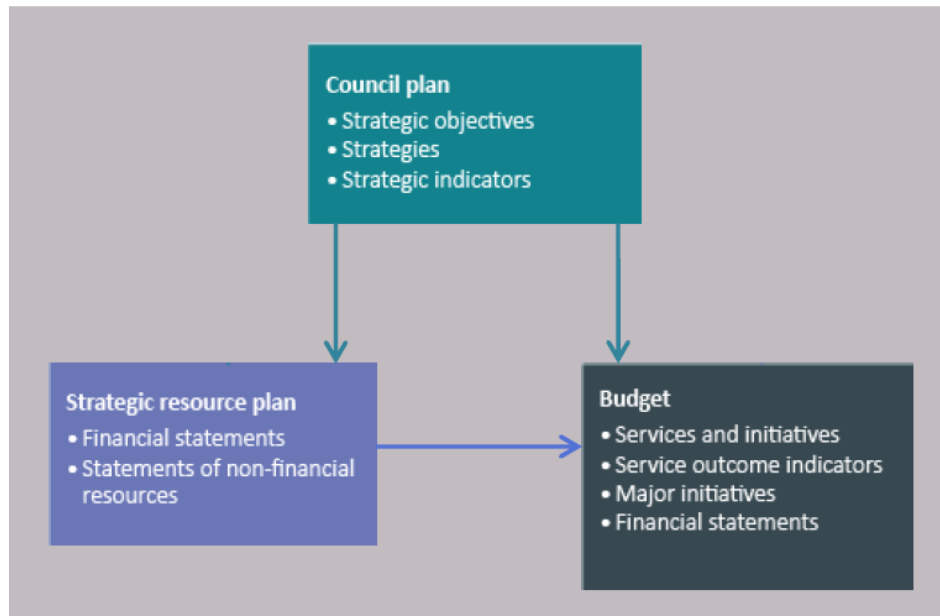 Council plan
• Strategic objectives
• Strategies
• Strategic indicators
Strategic resource plan
• Financial statements
• Statements of non-financial
resources
Budget
• Services and initiatives
• Service outcome indicators
• Major initiatives
• Financial statements